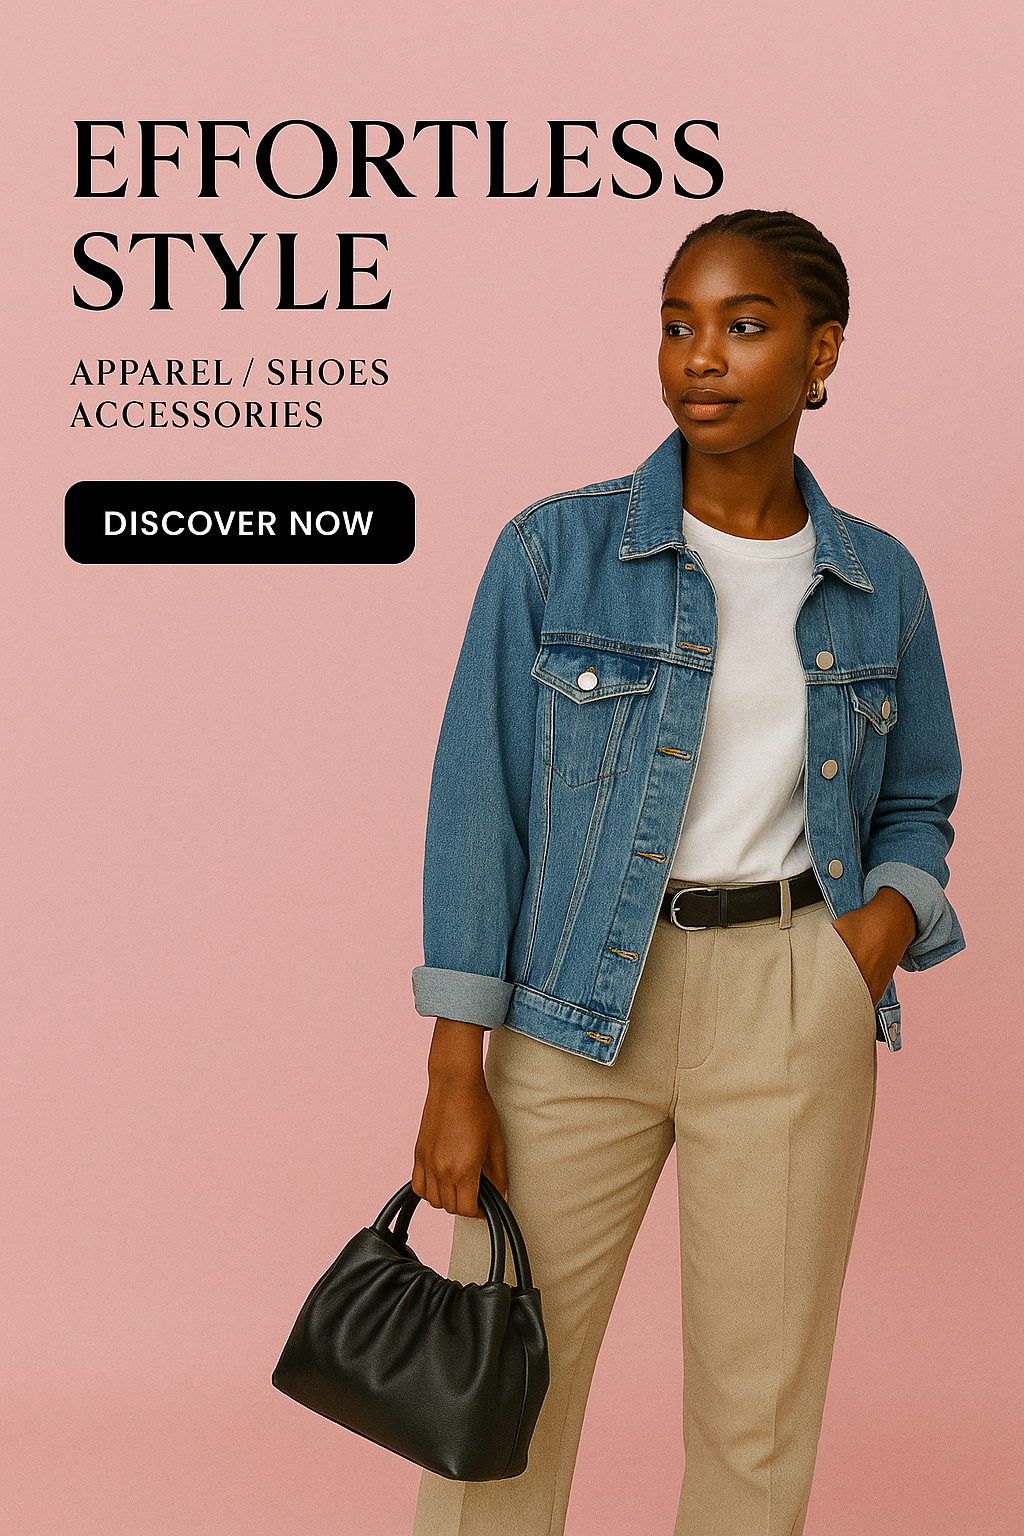 EFFORTLESS
STYLE
APPAREL / SHOES
ACCESSORIES
DISCOVER NOW